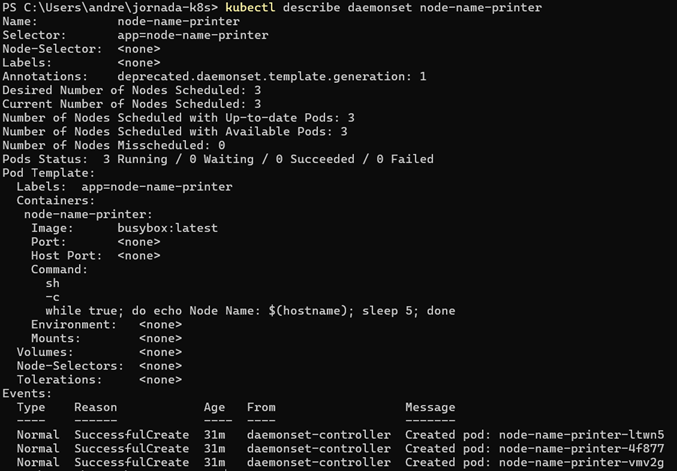 PS C:\Users\andre\jornada-k8s> kubectl describe daemonset node-name-printer
Name:           node-name-printer
Selector:       app=node-name-printer
Node-Selector:  <none>
Labels:         <none>
Annotations:    deprecated.daemonset.template.generation: 1
Desired Number of Nodes Scheduled: 3
Current Number of Nodes Scheduled: 3
Number of Nodes Scheduled with Up-to-date Pods: 3
Number of Nodes Scheduled with Available Pods: 3
Number of Nodes Misscheduled: 0
Pods Status:  3 Running / 0 Waiting / 0 Succeeded / 0 Failed
Pod Template:
  Labels:  app=node-name-printer
  Containers:
   node-name-printer:
    Image:      busybox:latest
    Port:       <none>
    Host Port:  <none>
    Command:
      sh
      -c
      while true; do echo Node Name: $(hostname); sleep 5; done
    Environment:   <none>
    Mounts:        <none>
  Volumes:         <none>
  Node-Selectors:  <none>
  Tolerations:     <none>
Events:
  Type    Reason            Age   From                  Message
  ----    ------            ----  ----                  -------
  Normal  SuccessfulCreate  31m   daemonset-controller  Created pod: node-name-printer-ltwn5
  Normal  SuccessfulCreate  31m   daemonset-controller  Created pod: node-name-printer-4f877
  Normal  SuccessfulCreate  31m   daemonset-controller  Created pod: node-name-printer-vmv2g